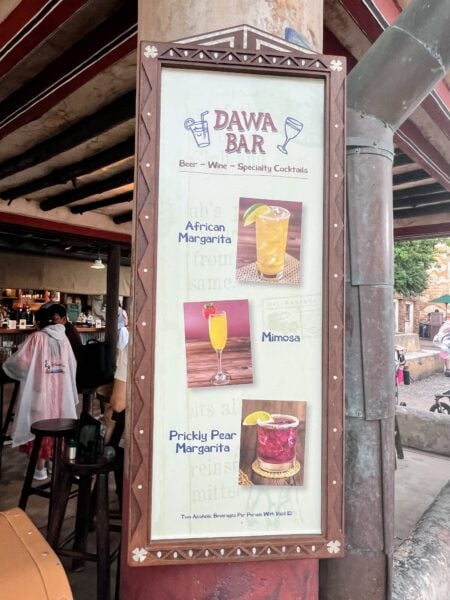 DAWA
BAR
Beer - Wine - Specialty Cocktails
African
Margarita
Mimosa
Prickly Pear
Margarita
Two Alcoholic Beverages Per Person With Valid ID